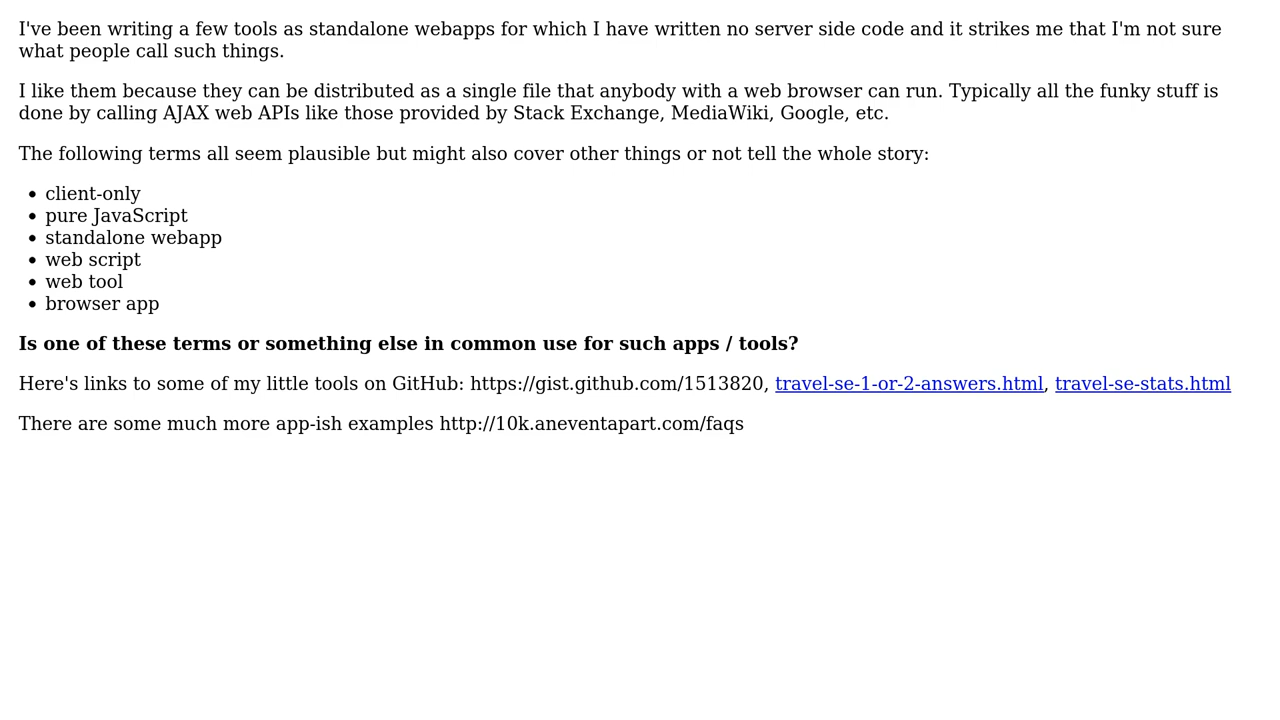 I've been writing a few tools as standalone webapps for which I have written no server side code and it strikes me that I'm not sure
what people call such things.
I like them because they can be distributed as a single file that anybody with a web browser can run. Typically all the funky stuff is
done by calling AJAX web APIs like those provided by Stack Exchange, MediaWiki, Google, etc.
The following terms all seem plausible but might also cover other things or not tell the whole story:
• client-only
• pure JavaScript
• standalone webapp
• web script
• web tool
• browser app
Is one of these terms or something else in common use for such apps / tools?
Here's links to some of my little tools on GitHub: https://gist.github.com/1513820, travel-se-1-or-2-answers.html, travel-se-stats.html
There are some much more app-ish examples http://10k.aneventapart.com/faqs